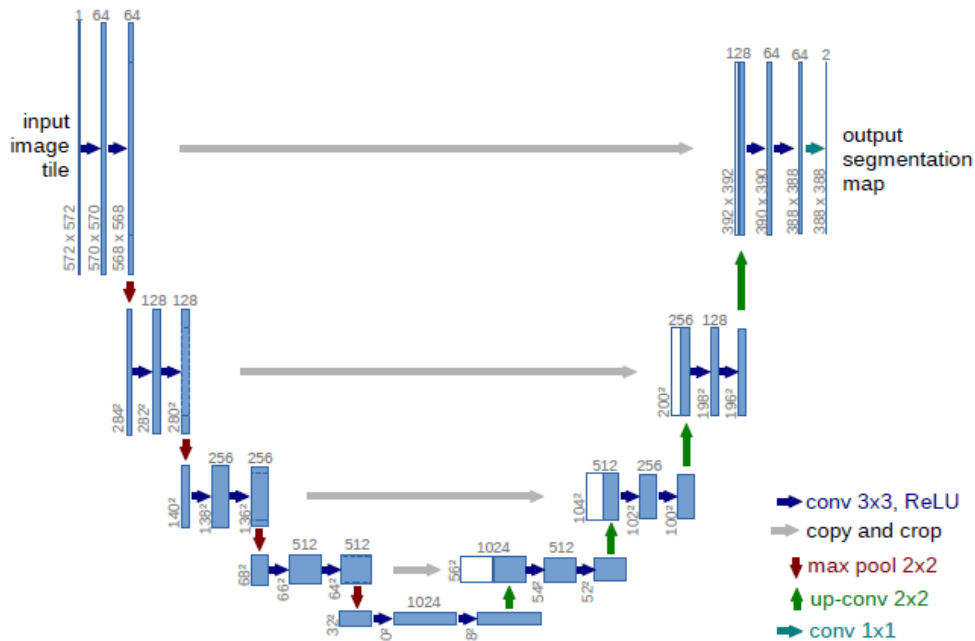 1 64 64
128 64 64 2
input
image
tile
output
segmentation
map
572 x 572
570 x 570
568 x 568
392 x 392
390 x 390
388 x 388
388 x 388
128 128
256 128
284²
282²
280²
200²
198²
196²
256 256
512 256
140²
138²
136²
104²
102²
100²
512 512
1024 512
68²
66²
64²
56²
54²
52²
1024
32²
0²
8²
conv 3x3, ReLU
copy and crop
max pool 2x2
up-conv 2x2
conv 1x1